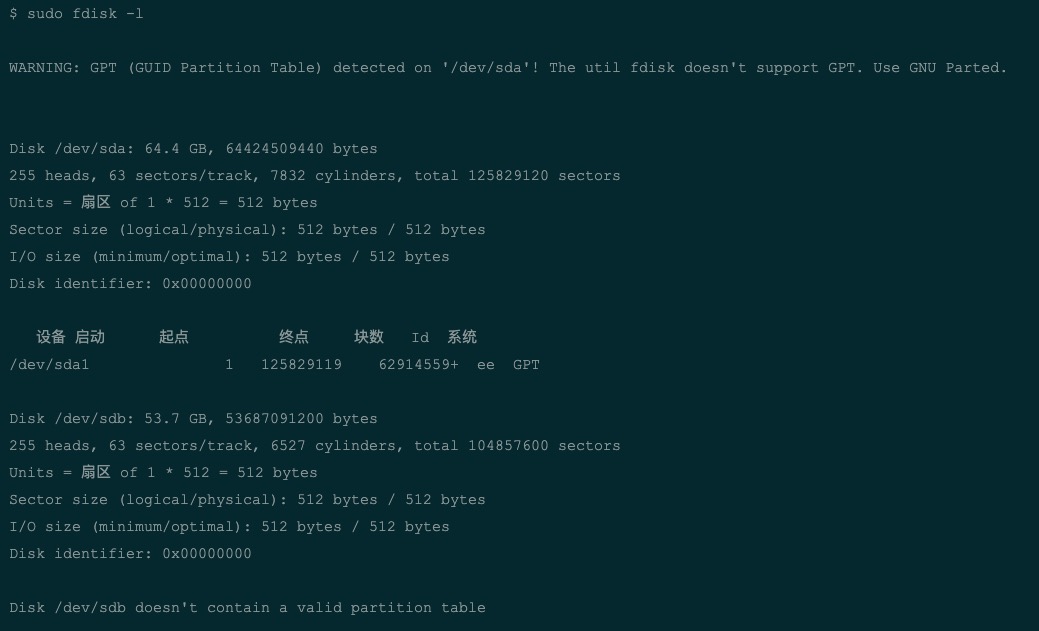 $ sudo fdisk -l
WARNING: GPT (GUID Partition Table) detected on '/dev/sda'! The util fdisk doesn't support GPT. Use GNU Parted.
Disk /dev/sda: 64.4 GB, 64424509440 bytes
255 heads, 63 sectors/track, 7832 cylinders, total 125829120 sectors
Units = 扇区 of 1 * 512 = 512 bytes
Sector size (logical/physical): 512 bytes / 512 bytes
I/O size (minimum/optimal): 512 bytes / 512 bytes
Disk identifier: 0x00000000
设备 启动 起点 终点 块数 Id 系统
/dev/sda1 1 125829119 62914559+ ee GPT
Disk /dev/sdb: 53.7 GB, 53687091200 bytes
255 heads, 63 sectors/track, 6527 cylinders, total 104857600 sectors
Units = 扇区 of 1 * 512 = 512 bytes
Sector size (logical/physical): 512 bytes / 512 bytes
I/O size (minimum/optimal): 512 bytes / 512 bytes
Disk identifier: 0x00000000
Disk /dev/sdb doesn't contain a valid partition table